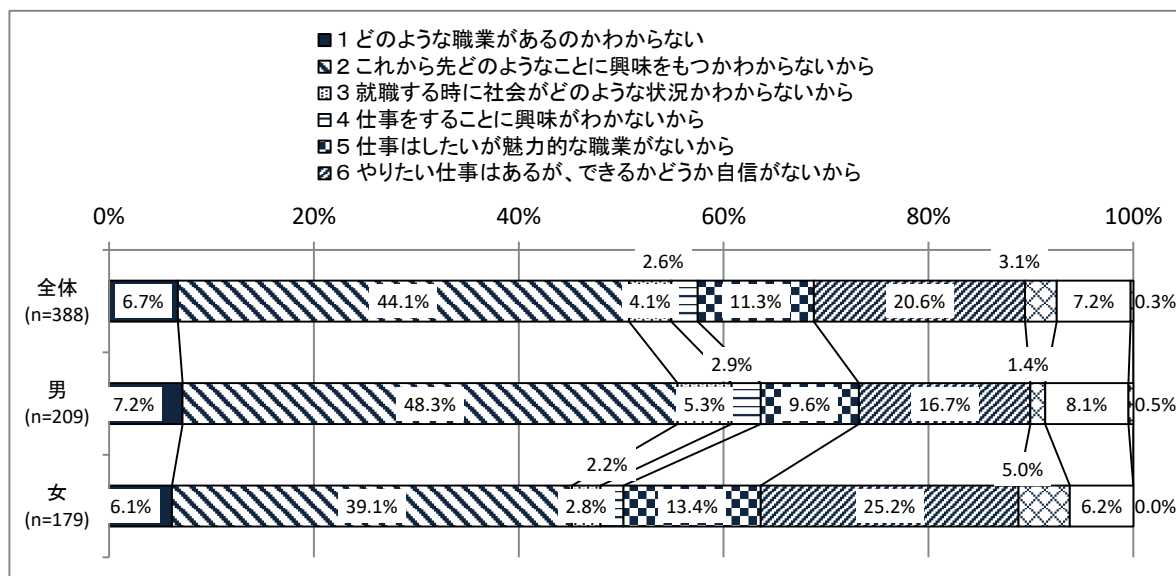 1 どのような職業があるのかわからない
2 これから先どのようなことに興味をもつかわからないから
3 就職する時に社会がどのような状況かわからないから
4 仕事をすることに興味がわかないから
5 仕事はしたいが魅力的な職業がないから
6 やりたい仕事はあるが、できるかどうか自信がないから
0% 20% 40% 60% 80% 100%
2.6% 3.1%
全体 6.7% 44.1% 4.1% 11.3% 20.6% 7.2% 0.3%
(n=388)
2.9% 1.4%
男 7.2% 48.3% 5.3% 9.6% 16.7% 8.1% 0.5%
(n=209)
2.2% 5.0%
女 6.1% 39.1% 2.8% 13.4% 25.2% 6.2% 0.0%
(n=179)